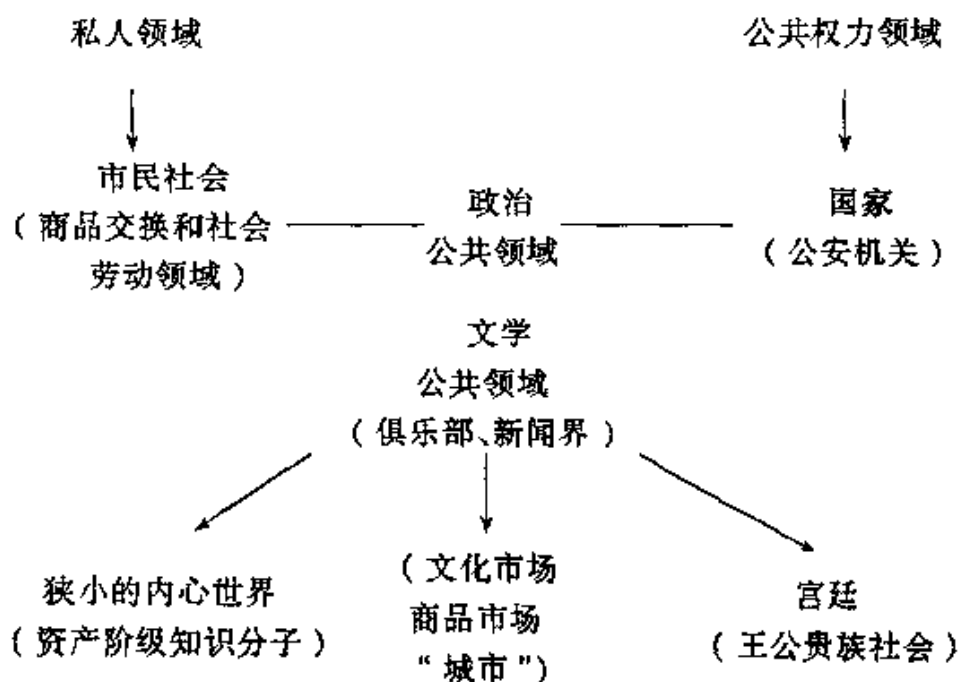 私人领域
公共权力领域
市民社会
(商品交换和社会
劳动领域)
政治
公共领域
国家
(公安机关)
文学
公共领域
(俱乐部、新闻界)
狭小的内心世界
(资产阶级知识分子)
(文化市场
商品市场
“城市”)
宫廷
(王公贵族社会)